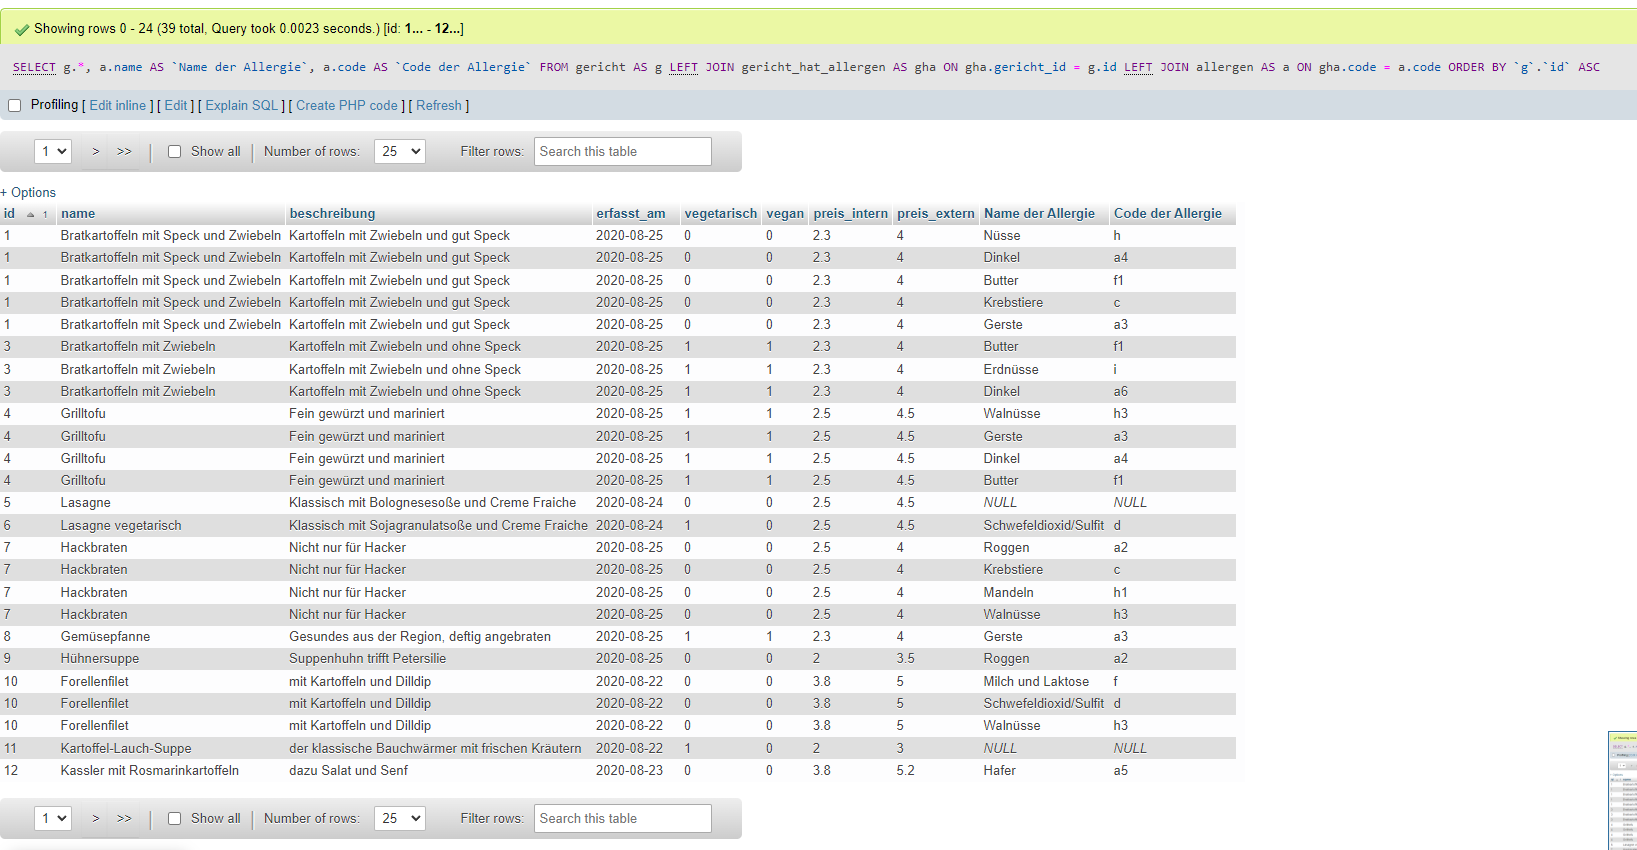 Showing rows 0 - 24 (39 total, Query took 0.0023 seconds.) [id: 1... - 12...]
SELECT g.*, a.name AS `Name der Allergie`, a.code AS `Code der Allergie` FROM gericht AS g LEFT JOIN gericht_hat_allergen AS gha ON gha.gericht_id = g.id LEFT JOIN allergen AS a ON gha.code = a.code ORDER BY `g`.`id` ASC
Profiling [ Edit inline ] [ Edit ] [ Explain SQL ] [ Create PHP code ] [ Refresh ]
1 > >> | Show all | Number of rows: 25 Filter rows: Search this table
+ Options
id 1 name beschreibung erfasst_am vegetarisch vegan preis_intern preis_extern Name der Allergie Code der Allergie
1 Bratkartoffeln mit Speck und Zwiebeln Kartoffeln mit Zwiebeln und gut Speck 2020-08-25 0 0 2.3 4 Nüsse h
1 Bratkartoffeln mit Speck und Zwiebeln Kartoffeln mit Zwiebeln und gut Speck 2020-08-25 0 0 2.3 4 Dinkel a4
1 Bratkartoffeln mit Speck und Zwiebeln Kartoffeln mit Zwiebeln und gut Speck 2020-08-25 0 0 2.3 4 Butter f1
1 Bratkartoffeln mit Speck und Zwiebeln Kartoffeln mit Zwiebeln und gut Speck 2020-08-25 0 0 2.3 4 Krebstiere c
1 Bratkartoffeln mit Speck und Zwiebeln Kartoffeln mit Zwiebeln und gut Speck 2020-08-25 0 0 2.3 4 Gerste a3
3 Bratkartoffeln mit Zwiebeln Kartoffeln mit Zwiebeln und ohne Speck 2020-08-25 1 1 2.3 4 Butter f1
3 Bratkartoffeln mit Zwiebeln Kartoffeln mit Zwiebeln und ohne Speck 2020-08-25 1 1 2.3 4 Erdnüsse i
3 Bratkartoffeln mit Zwiebeln Kartoffeln mit Zwiebeln und ohne Speck 2020-08-25 1 1 2.3 4 Dinkel a6
4 Grilltofu Fein gewürzt und mariniert 2020-08-25 1 1 2.5 4.5 Walnüsse h3
4 Grilltofu Fein gewürzt und mariniert 2020-08-25 1 1 2.5 4.5 Gerste a3
4 Grilltofu Fein gewürzt und mariniert 2020-08-25 1 1 2.5 4.5 Dinkel a4
4 Grilltofu Fein gewürzt und mariniert 2020-08-25 1 1 2.5 4.5 Butter f1
5 Lasagne Klassisch mit Bolognesesoße und Creme Fraiche 2020-08-24 0 0 2.5 4.5 NULL NULL
6 Lasagne vegetarisch Klassisch mit Sojagranulatsoße und Creme Fraiche 2020-08-24 1 0 2.5 4.5 Schwefeldioxid/Sulfit d
7 Hackbraten Nicht nur für Hacker 2020-08-25 0 0 2.5 4 Roggen a2
7 Hackbraten Nicht nur für Hacker 2020-08-25 0 0 2.5 4 Krebstiere c
7 Hackbraten Nicht nur für Hacker 2020-08-25 0 0 2.5 4 Mandeln h1
7 Hackbraten Nicht nur für Hacker 2020-08-25 0 0 2.5 4 Walnüsse h3
8 Gemüsepfanne Gesundes aus der Region, deftig angebraten 2020-08-25 1 1 2.3 4 Gerste a3
9 Hühnersuppe Suppenhuhn trifft Petersilie 2020-08-25 0 0 2 3.5 Roggen a2
10 Forellenfilet mit Kartoffeln und Dilldip 2020-08-22 0 0 3.8 5 Milch und Laktose f
10 Forellenfilet mit Kartoffeln und Dilldip 2020-08-22 0 0 3.8 5 Schwefeldioxid/Sulfit d
10 Forellenfilet mit Kartoffeln und Dilldip 2020-08-22 0 0 3.8 5 Walnüsse h3
11 Kartoffel-Lauch-Suppe der klassische Bauchwärmer mit frischen Kräutern 2020-08-22 1 0 2 3 NULL NULL
12 Kassler mit Rosmarinkartoffeln dazu Salat und Senf 2020-08-23 0 0 3.8 5.2 Hafer a5
1 > >> | Show all | Number of rows: 25 Filter rows: Search this table